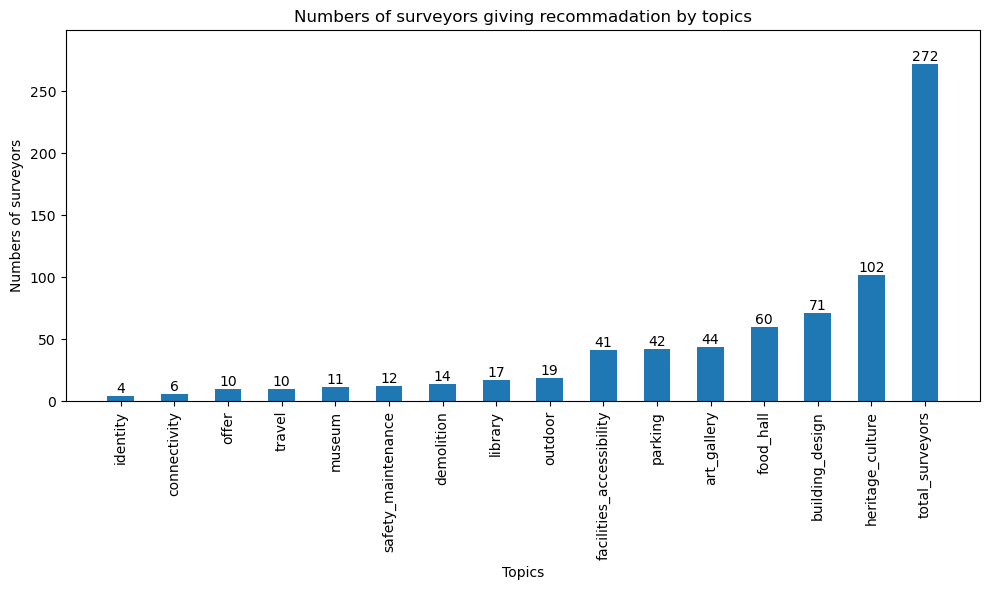 Numbers of surveyors giving recommadation by topics
Numbers of surveyors
250
200
150
100
50
0
4
6
10
10
11
12
14
17
19
41
42
44
60
71
102
272
identity
connectivity
offer
travel
museum
safety_maintenance
demolition
library
outdoor
facilities_accessibility
parking
art_gallery
food_hall
building_design
heritage_culture
total_surveyors
Topics